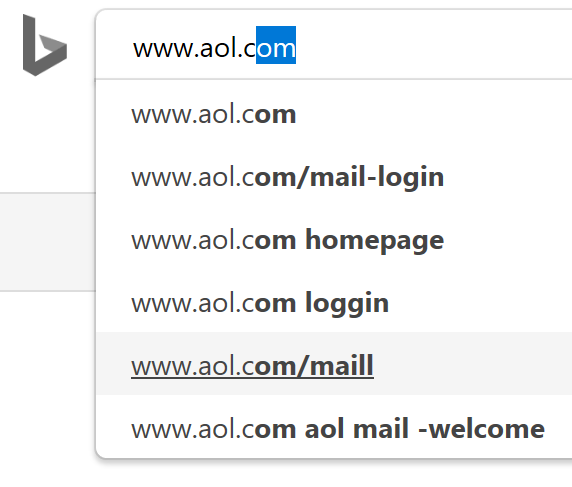 www.aol.com
www.aol.com
www.aol.com/mail-login
www.aol.com homepage
www.aol.com loggin
www.aol.com/maill
www.aol.com aol mail -welcome